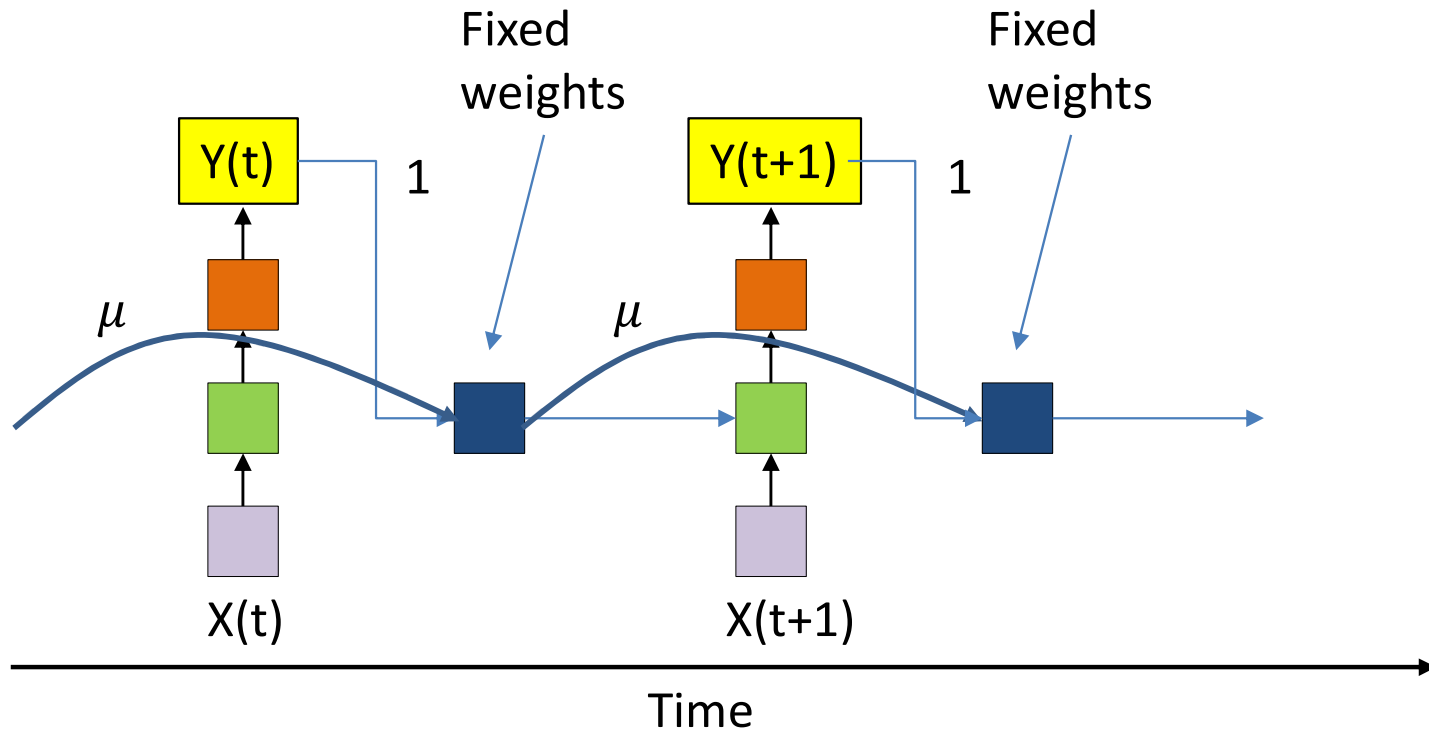 Fixed
weights
Fixed
weights
Y(t)
1
Y(t+1)
1
μ
μ
X(t)
X(t+1)
Time